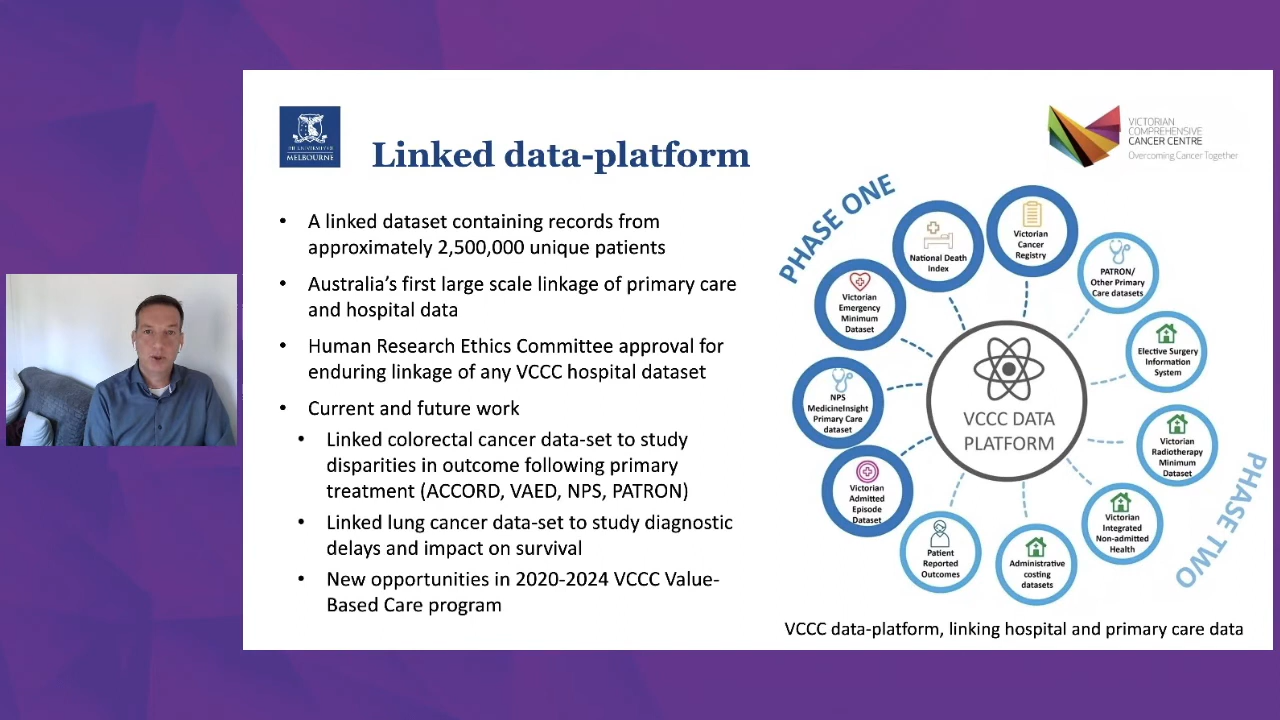 THE UNIVERSITY OF
MELBOURNE
Linked data-platform
VICTORIAN
COMPREHENSIVE
CANCER CENTRE
Overcoming Cancer Together
• A linked dataset containing records from
approximately 2,500,000 unique patients
• Australia’s first large scale linkage of primary care
and hospital data
• Human Research Ethics Committee approval for
enduring linkage of any VCCC hospital dataset
• Current and future work
• Linked colorectal cancer data-set to study
disparities in outcome following primary
treatment (ACCORD, VAED, NPS, PATRON)
• Linked lung cancer data-set to study diagnostic
delays and impact on survival
• New opportunities in 2020-2024 VCCC Value-
Based Care program
PHASE ONE
National Death
Index
Victorian
Cancer
Registry
PATRON/
Other Primary
Care datasets
Victorian
Emergency
Minimum
Dataset
Elective Surgery
Information
System
NPS
MedicineInsight
Primary Care
dataset
VCCC DATA
PLATFORM
Victorian
Radiotherapy
Minimum
Dataset
Victorian
Admitted
Episode
Dataset
Victorian
Integrated
Non-admitted
Health
Patient
Reported
Outcomes
Administrative
costing
datasets
PHASE TWO
VCCC data-platform, linking hospital and primary care data